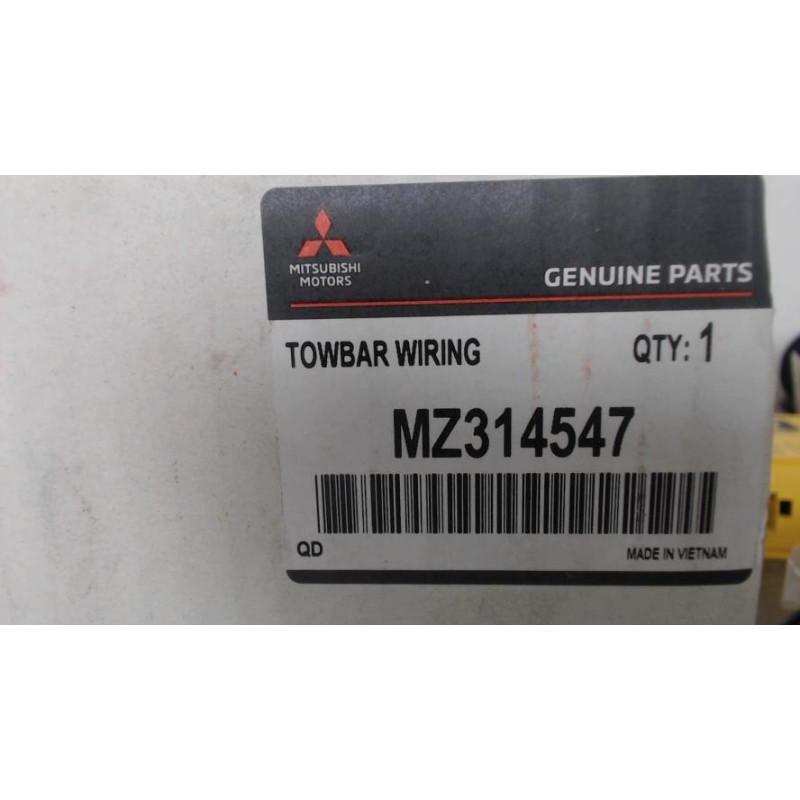 MITSUBISHI
MOTORS
GENUINE PARTS
TOWBAR WIRING QTY: 1
MZ314547
QD MADE IN VIETNAM